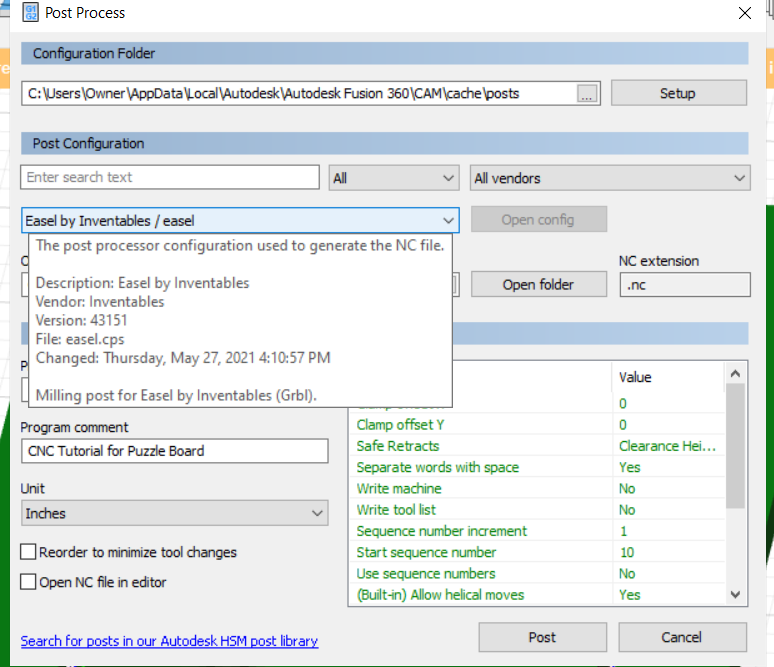 G1
G2
Post Process
Configuration Folder
C:\Users\Owner\AppData\Local\Autodesk\Autodesk Fusion 360\CAM\cache\posts
...
Setup
Post Configuration
Enter search text
All
All vendors
Easel by Inventables / easel
Open config
The post processor configuration used to generate the NC file.
NC extension
Description: Easel by Inventables
Open folder
.nc
Vendor: Inventables
Version: 43151
File: easel.cps
Changed: Thursday, May 27, 2021 4:10:57 PM
Milling post for Easel by Inventables (Grbl).
Value
0
Program comment
Clamp offset Y
0
CNC Tutorial for Puzzle Board
Safe Retracts
Clearance Hei...
Separate words with space
Yes
Unit
Write machine
No
Inches
Write tool list
No
Sequence number increment
1
Reorder to minimize tool changes
Start sequence number
10
Open NC file in editor
Use sequence numbers
No
(Built-in) Allow helical moves
Yes
Search for posts in our Autodesk HSM post library
Post
Cancel